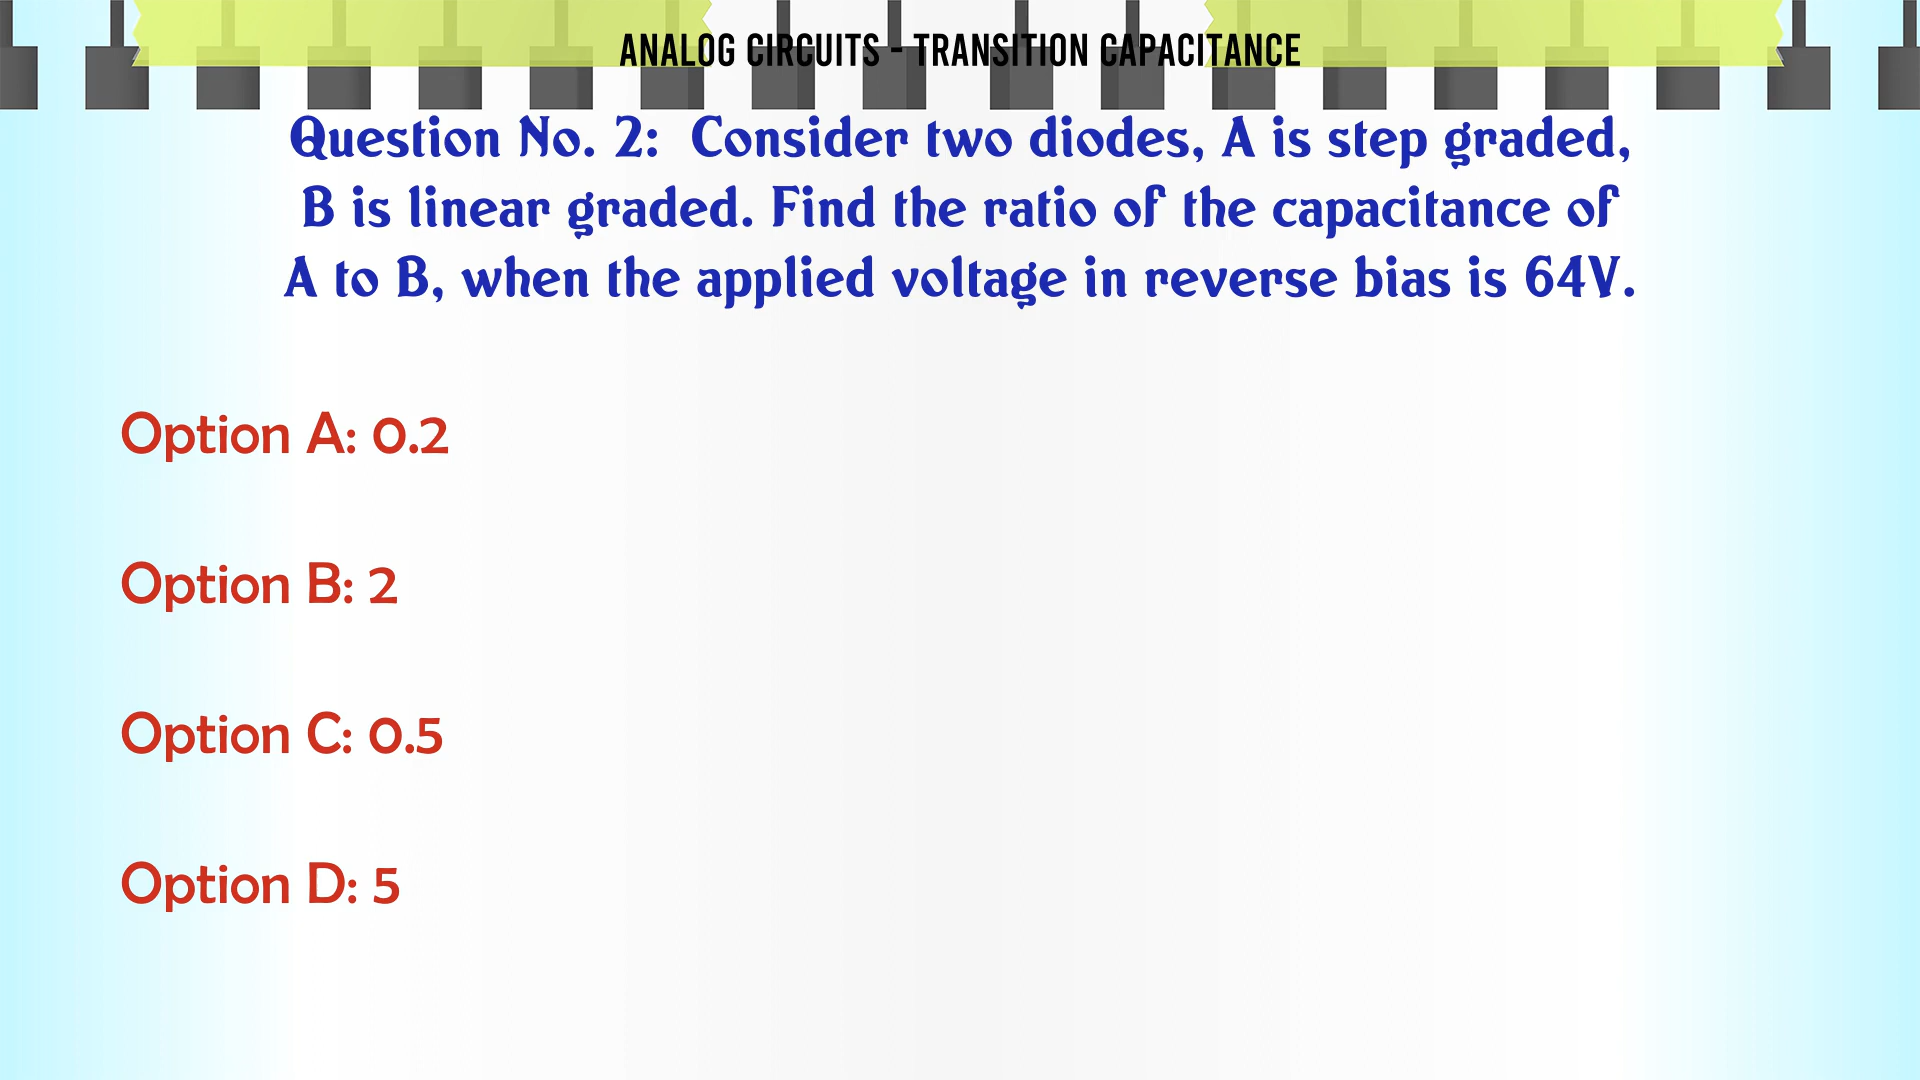 ANALOG CIRCUITS - TRANSITION CAPACITANCE
Question No. 2: Consider two diodes, A is step graded,
B is linear graded. Find the ratio of the capacitance of
A to B, when the applied voltage in reverse bias is 64V.
Option A: 0.2
Option B: 2
Option C: 0.5
Option D: 5